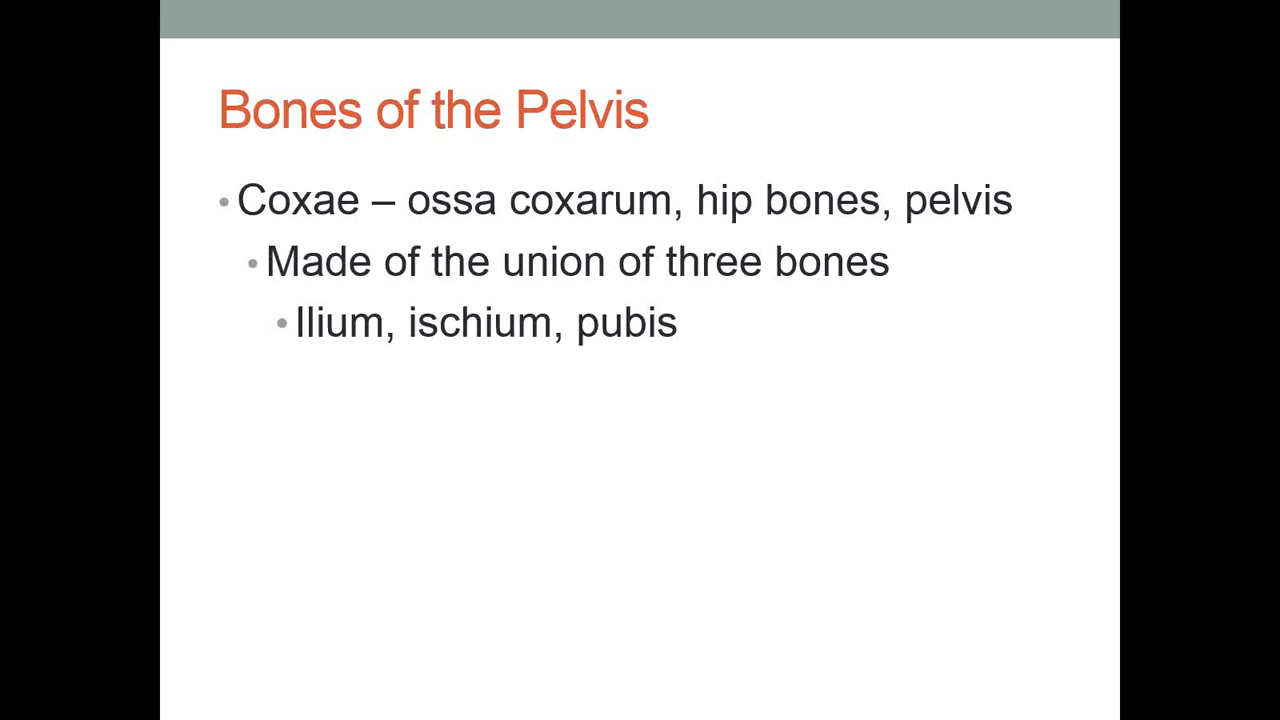 Bones of the Pelvis
• Coxae – ossa coxarum, hip bones, pelvis
• Made of the union of three bones
• Ilium, ischium, pubis